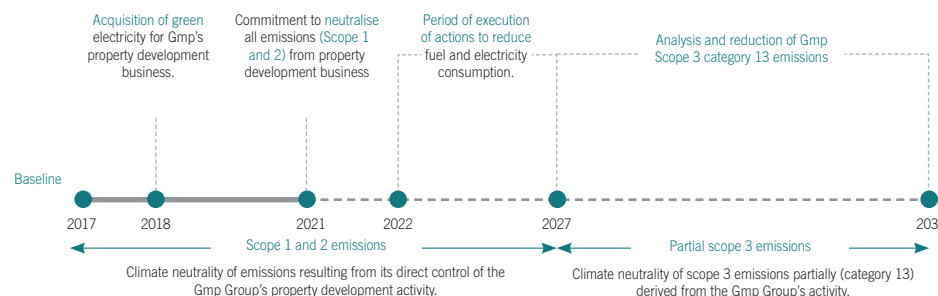 Acquisition of green
electricity for Gmp's
property development
business.
Commitment to neutralise
all emissions (Scope 1
and 2) from property
development business
Period of execution
of actions to reduce
fuel and electricity
consumption.
Analysis and reduction of Gmp
Scope 3 category 13 emissions
Baseline
2017
2018
2021
2022
2027
203
Scope 1 and 2 emissions
Partial scope 3 emissions
Climate neutrality of emissions resulting from its direct control of the
Gmp Group's property development activity.
Climate neutrality of scope 3 emissions partially (category 13)
derived from the Gmp Group's activity.